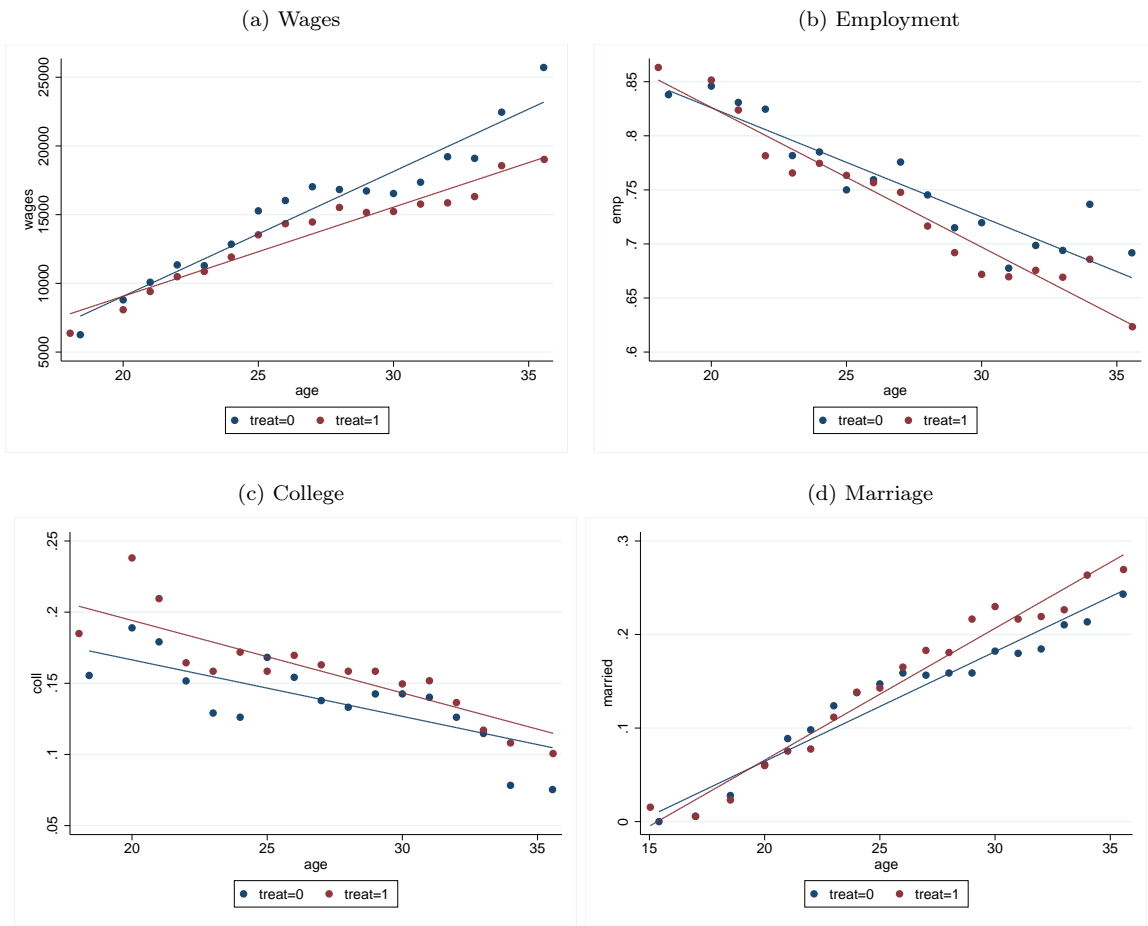 (a) Wages
(b) Employment
25000
20000
15000
10000
5000
wages
20 25 30 35
age
treat=0 treat=1
.85
.8
.75
.7
.65
.6
emp
20 25 30 35
age
treat=0 treat=1
(c) College
(d) Marriage
.25
.2
.15
.1
.05
coll
20 25 30 35
age
treat=0 treat=1
.3
.2
.1
0
married
15 20 25 30 35
age
treat=0 treat=1